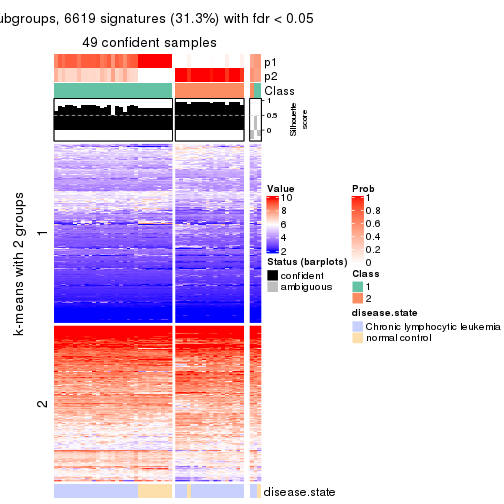 ubgroups, 6619 signatures (31.3%) with fdr < 0.05
49 confident samples
p1
p2
Class
1
0.5
0
Silhouette
score
k-means with 2 groups
1
2
disease.state
Value
10
8
6
4
2
Status (barplots)
confident
ambiguous
Prob
1
0.8
0.6
0.4
0.2
0
Class
1
2
disease.state
Chronic lymphocytic leukemia
normal control